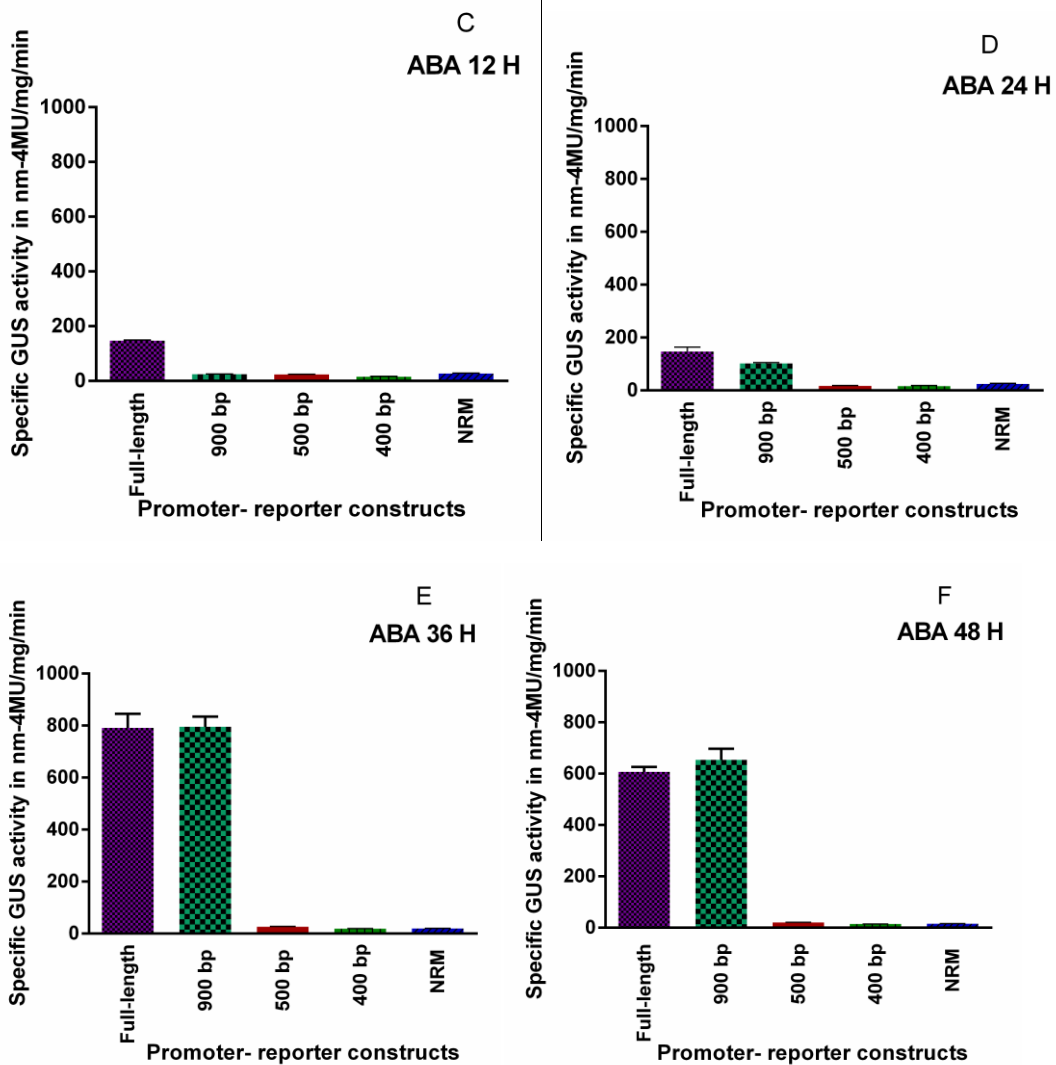 C
ABA 12 H
Specific GUS activity in nm-4MU/mg/min
1000
800
600
400
200
0
Full-length
900 bp
500 bp
400 bp
NRM
Promoter- reporter constructs
D
ABA 24 H
Specific GUS activity in nm-4MU/mg/min
1000
800
600
400
200
0
Full-length
900 bp
500 bp
400 bp
NRM
Promoter- reporter constructs
E
ABA 36 H
Specific GUS activity in nm-4MU/mg/min
1000
800
600
400
200
0
Full-length
900 bp
500 bp
400 bp
NRM
Promoter- reporter constructs
F
ABA 48 H
Specific GUS activity in nm-4MU/mg/min
1000
800
600
400
200
0
Full-length
900 bp
500 bp
400 bp
NRM
Promoter- reporter constructs